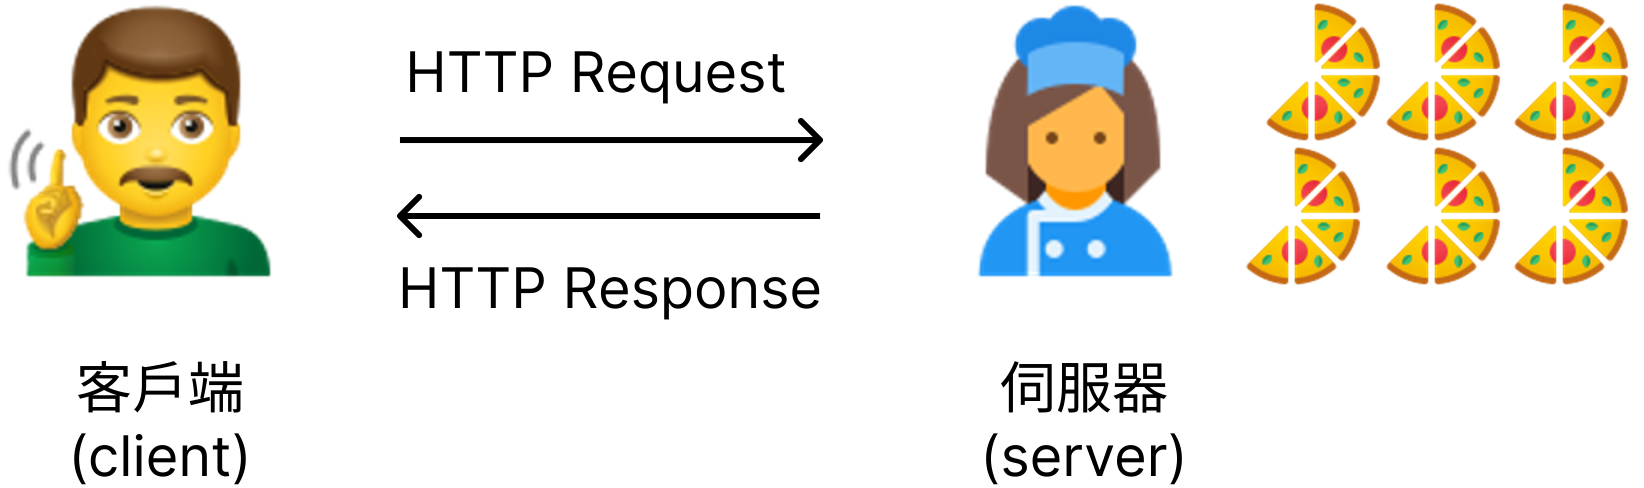 HTTP Request
HTTP Response
客戶端
(client)
伺服器
(server)